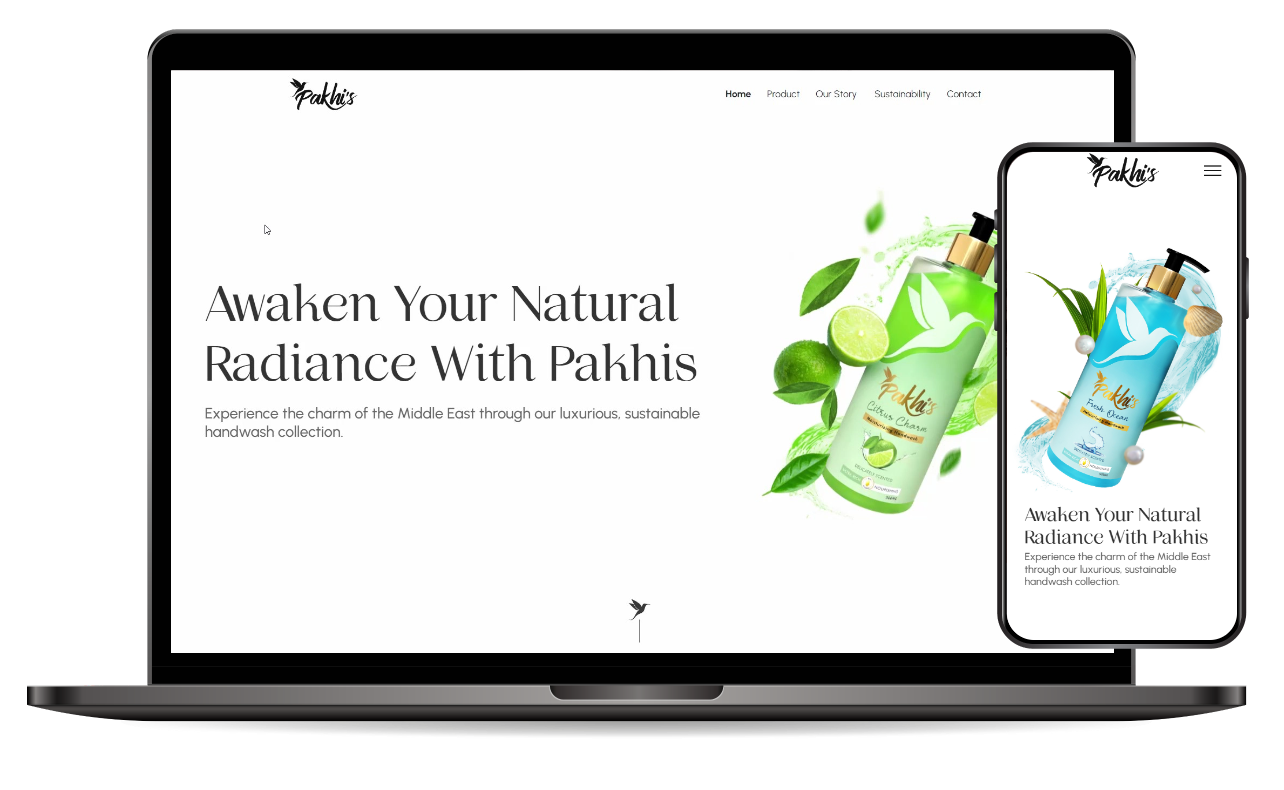 Pakhi's
Home Product Our Story Sustainability Contact
Awaken Your Natural
Radiance With Pakhis
Experience the charm of the Middle East through our luxurious, sustainable
handwash collection.
Pakhi's
Citrus Charm
Moisturising Handwash
Pakhi's
Pakhi's
Fresh Ocean
Awaken Your Natural
Radiance With Pakhis
Experience the charm of the Middle East
through our luxurious, sustainable
handwash collection.